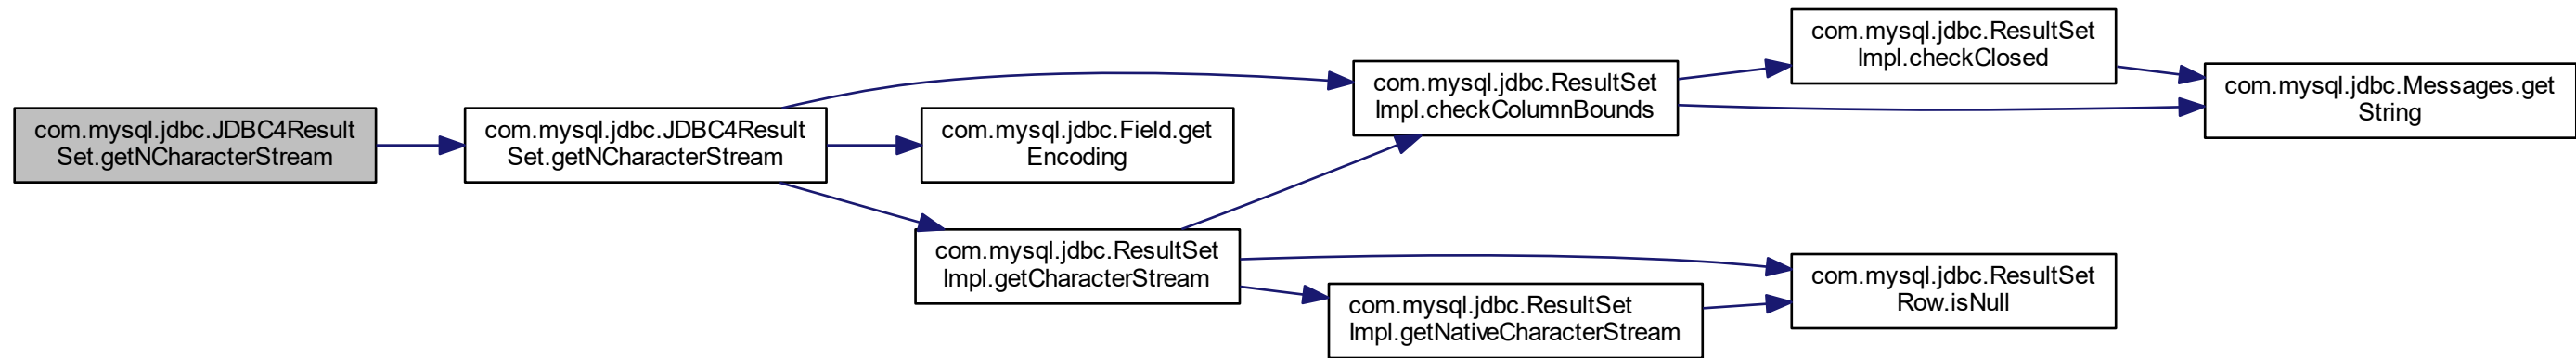 com.mysql.jdbc.JDBC4Result
Set.getNCharacterStream
com.mysql.jdbc.JDBC4Result
Set.getNCharacterStream
com.mysql.jdbc.Field.get
Encoding
com.mysql.jdbc.ResultSet
Impl.getCharacterStream
com.mysql.jdbc.ResultSet
Impl.checkColumnBounds
com.mysql.jdbc.ResultSet
Impl.getNativeCharacterStream
com.mysql.jdbc.ResultSet
Impl.checkClosed
com.mysql.jdbc.ResultSet
Row.isNull
com.mysql.jdbc.Messages.get
String